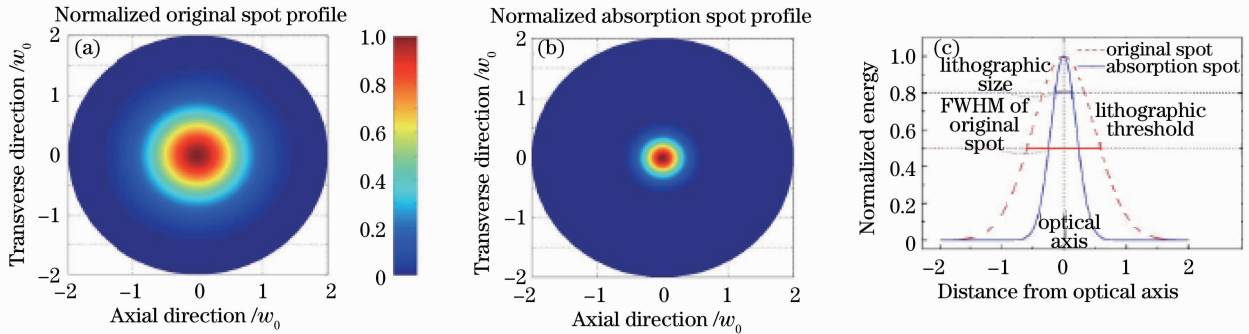 Normalized original spot profile
(a)
Transverse direction /w0
2
1
0
−1
−2
−2
−1
0
1
2
Axial direction /w0
1.0
0.8
0.6
0.4
0.2
0
Normalized absorption spot profile
(b)
Transverse direction /w0
2
1
0
−1
−2
−2
−1
0
1
2
Axial direction /w0
(c)
original spot
absorption spot
Normalized energy
1.0
0.8
0.6
0.4
0.2
0
lithographic
size
FWHM of
original
spot
lithographic
threshold
optical
axis
−2
−1
0
1
2
Distance from optical axis